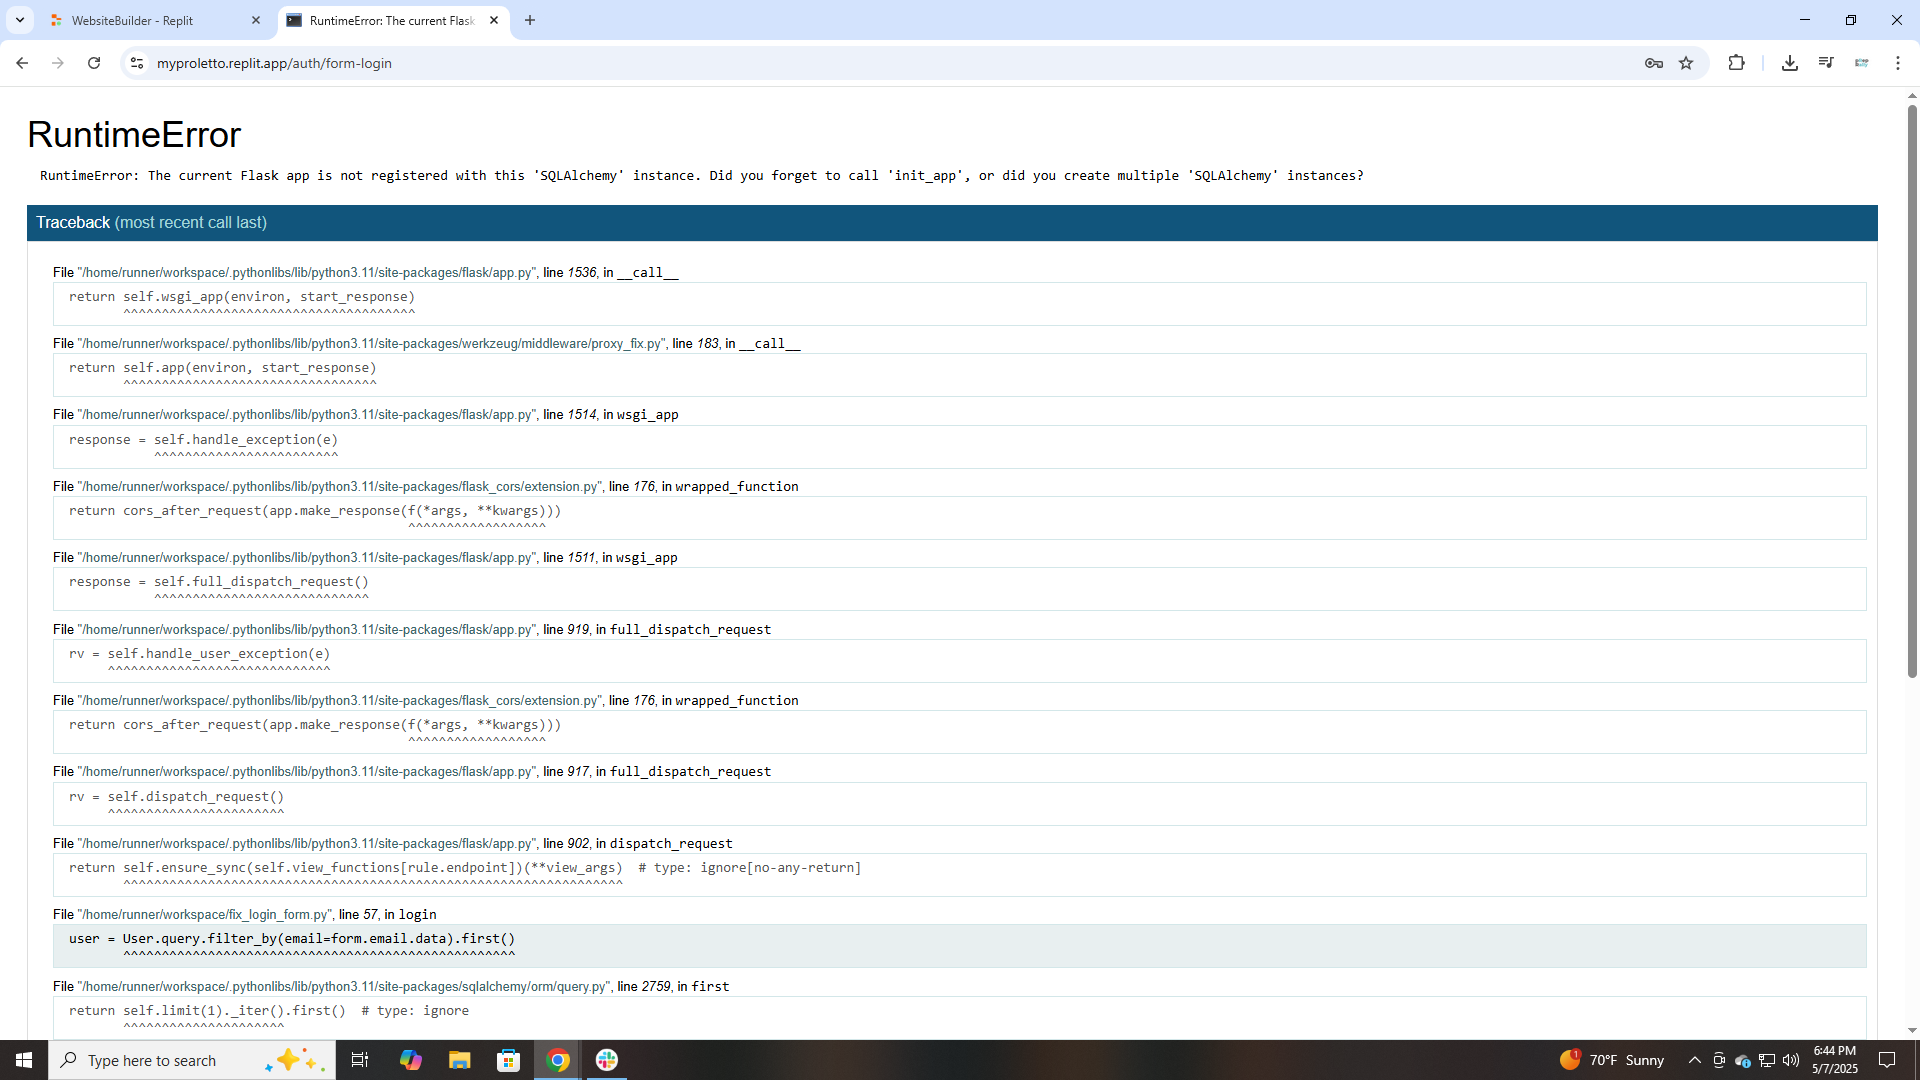 WebsiteBuilder - Replit
RuntimeError: The current Flask
myproletto.replit.app/auth/form-login
RuntimeError
RuntimeError: The current Flask app is not registered with this 'SQLAlchemy' instance. Did you forget to call 'init_app', or did you create multiple 'SQLAlchemy' instances?
Traceback (most recent call last)
File "/home/runner/workspace/.pythonlibs/lib/python3.11/site-packages/flask/app.py", line 1536, in __call__
return self.wsgi_app(environ, start_response)
^^^^^^^^^^^^^^^^^^^^^^^^^^^^^^^^^^^^^^
File "/home/runner/workspace/.pythonlibs/lib/python3.11/site-packages/werkzeug/middleware/proxy_fix.py", line 183, in __call__
return self.app(environ, start_response)
^^^^^^^^^^^^^^^^^^^^^^^^^^^^^^^^^
File "/home/runner/workspace/.pythonlibs/lib/python3.11/site-packages/flask/app.py", line 1514, in wsgi_app
response = self.handle_exception(e)
^^^^^^^^^^^^^^^^^^^^^^^^
File "/home/runner/workspace/.pythonlibs/lib/python3.11/site-packages/flask_cors/extension.py", line 176, in wrapped_function
return cors_after_request(app.make_response(f(*args, **kwargs)))
^^^^^^^^^^^^^^^^^^
File "/home/runner/workspace/.pythonlibs/lib/python3.11/site-packages/flask/app.py", line 1511, in wsgi_app
response = self.full_dispatch_request()
^^^^^^^^^^^^^^^^^^^^^^^^^^^^
File "/home/runner/workspace/.pythonlibs/lib/python3.11/site-packages/flask/app.py", line 919, in full_dispatch_request
rv = self.handle_user_exception(e)
^^^^^^^^^^^^^^^^^^^^^^^^^^^^^
File "/home/runner/workspace/.pythonlibs/lib/python3.11/site-packages/flask_cors/extension.py", line 176, in wrapped_function
return cors_after_request(app.make_response(f(*args, **kwargs)))
^^^^^^^^^^^^^^^^^^
File "/home/runner/workspace/.pythonlibs/lib/python3.11/site-packages/flask/app.py", line 917, in full_dispatch_request
rv = self.dispatch_request()
^^^^^^^^^^^^^^^^^^^^^^^
File "/home/runner/workspace/.pythonlibs/lib/python3.11/site-packages/flask/app.py", line 902, in dispatch_request
return self.ensure_sync(self.view_functions[rule.endpoint])(**view_args)  # type: ignore[no-any-return]
^^^^^^^^^^^^^^^^^^^^^^^^^^^^^^^^^^^^^^^^^^^^^^^^^^^^^^^^^^^^^^^^^
File "/home/runner/workspace/fix_login_form.py", line 57, in login
user = User.query.filter_by(email=form.email.data).first()
^^^^^^^^^^^^^^^^^^^^^^^^^^^^^^^^^^^^^^^^^^^^^^^^^^^
File "/home/runner/workspace/.pythonlibs/lib/python3.11/site-packages/sqlalchemy/orm/query.py", line 2759, in first
return self.limit(1)._iter().first()  # type: ignore
^^^^^^^^^^^^^^^^^^^^^
Type here to search
1
70°F Sunny
6:44 PM
5/7/2025